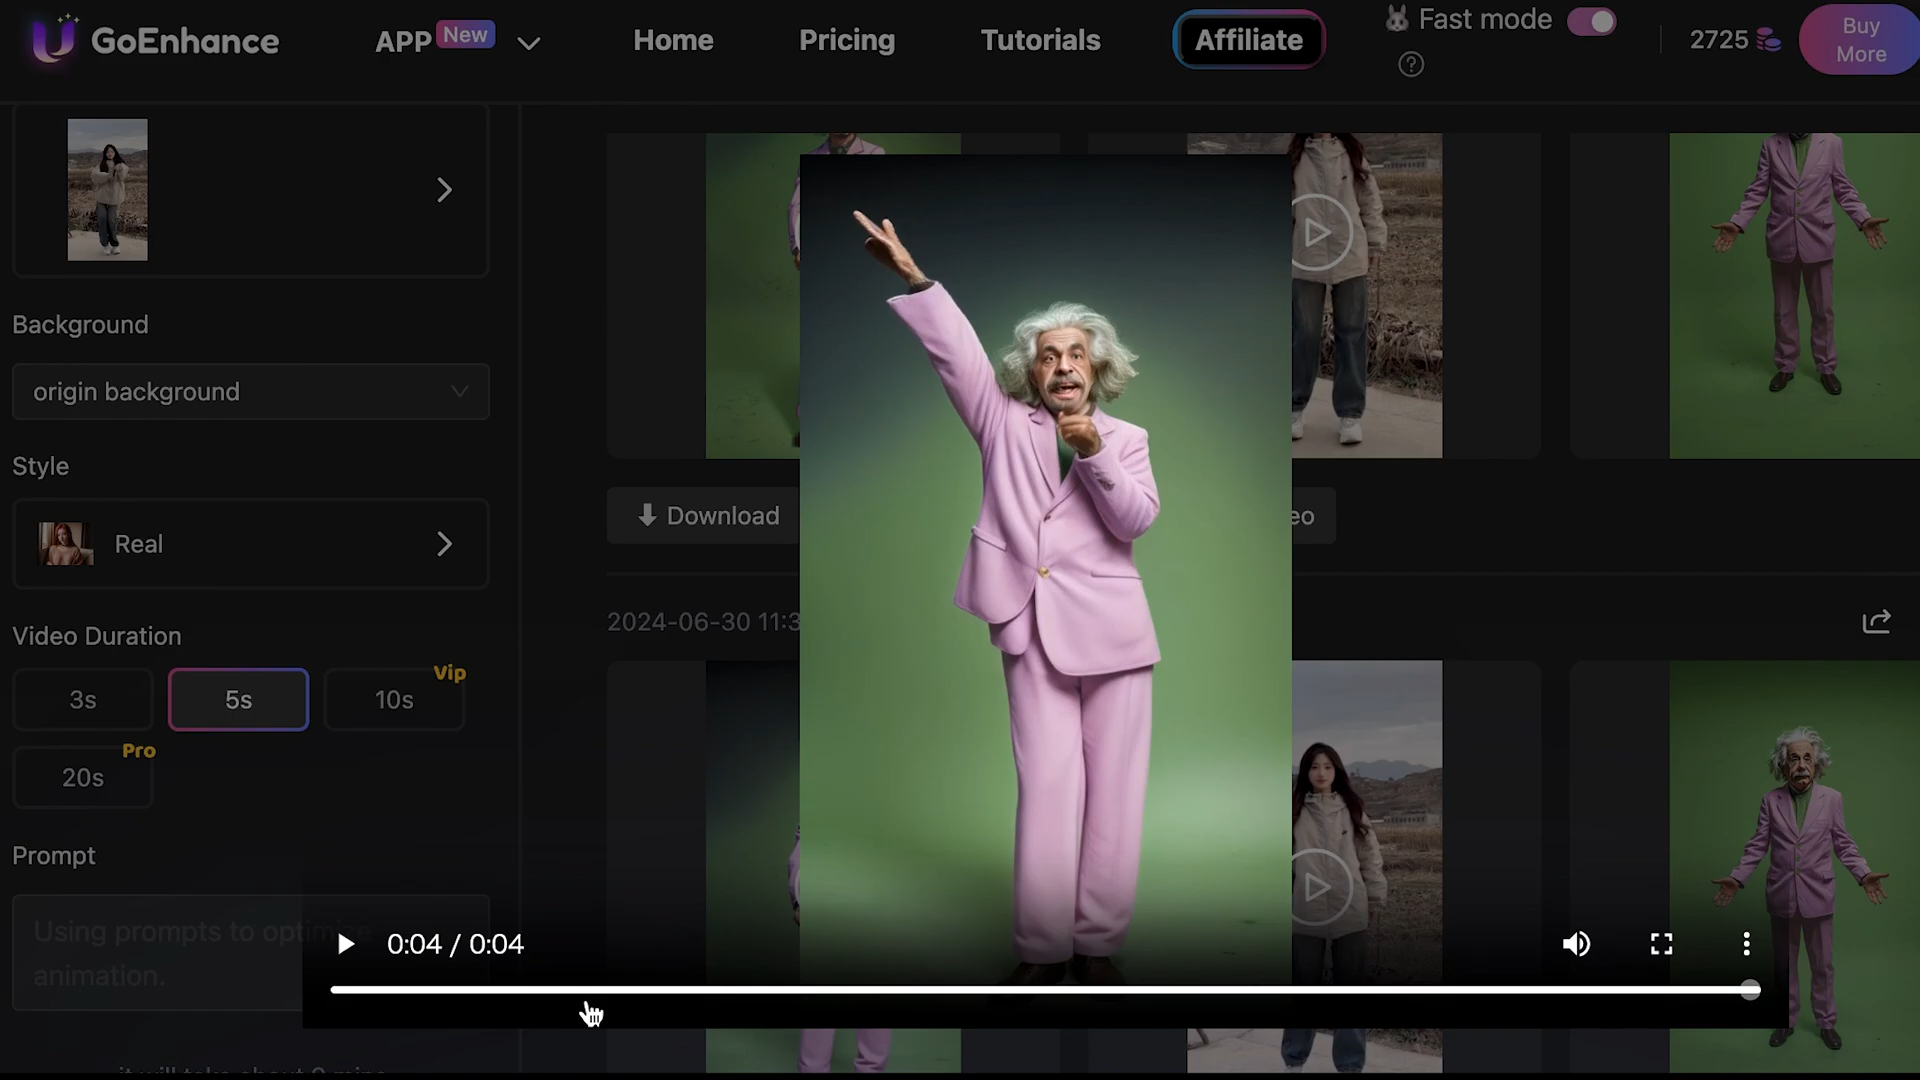 GoEnhance
APP New
Home
Pricing
Tutorials
Affiliate
Fast mode
2725
Buy
More
Background
origin background
Style
Real
Video Duration
3s
5s
10s
Vip
20s
Pro
Prompt
Using prompts to optimize
animation.
0:04 / 0:04
Download
eo
2024-06-30 11:3